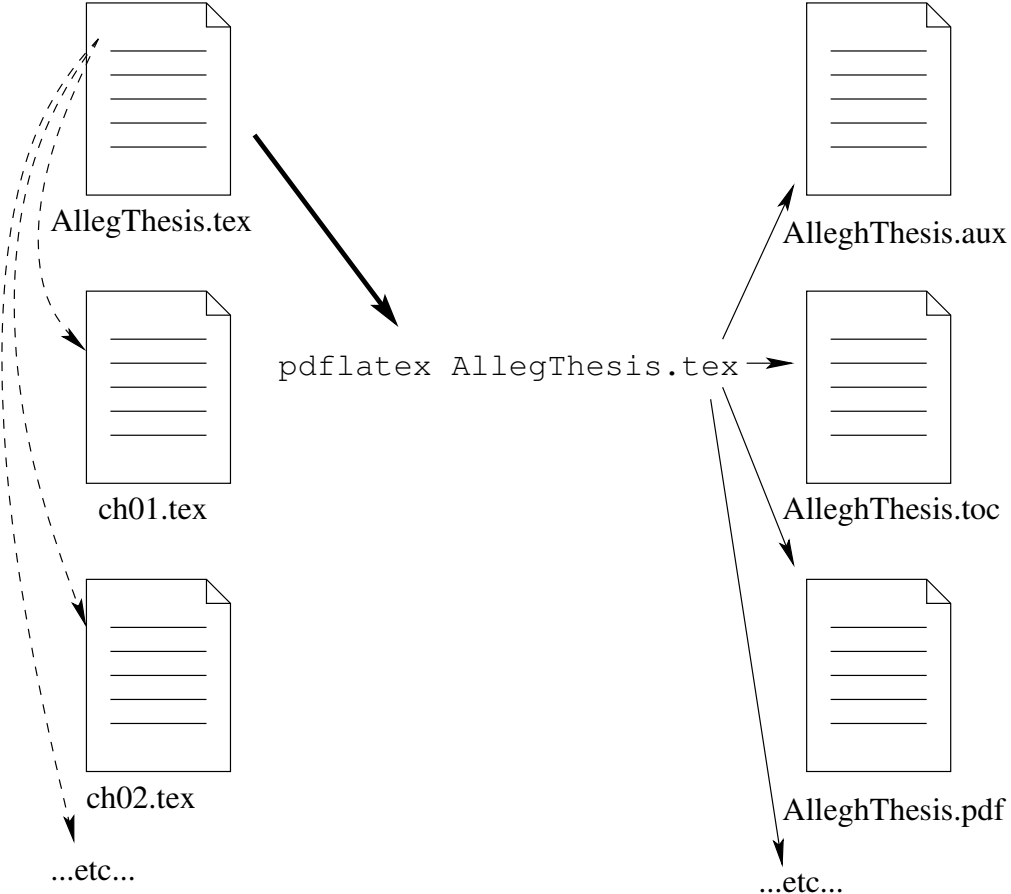 AllegThesis.tex
ch01.tex
ch02.tex
...etc...
pdflatex AllegThesis.tex
AlleghThesis.aux
AlleghThesis.toc
AlleghThesis.pdf
...etc...